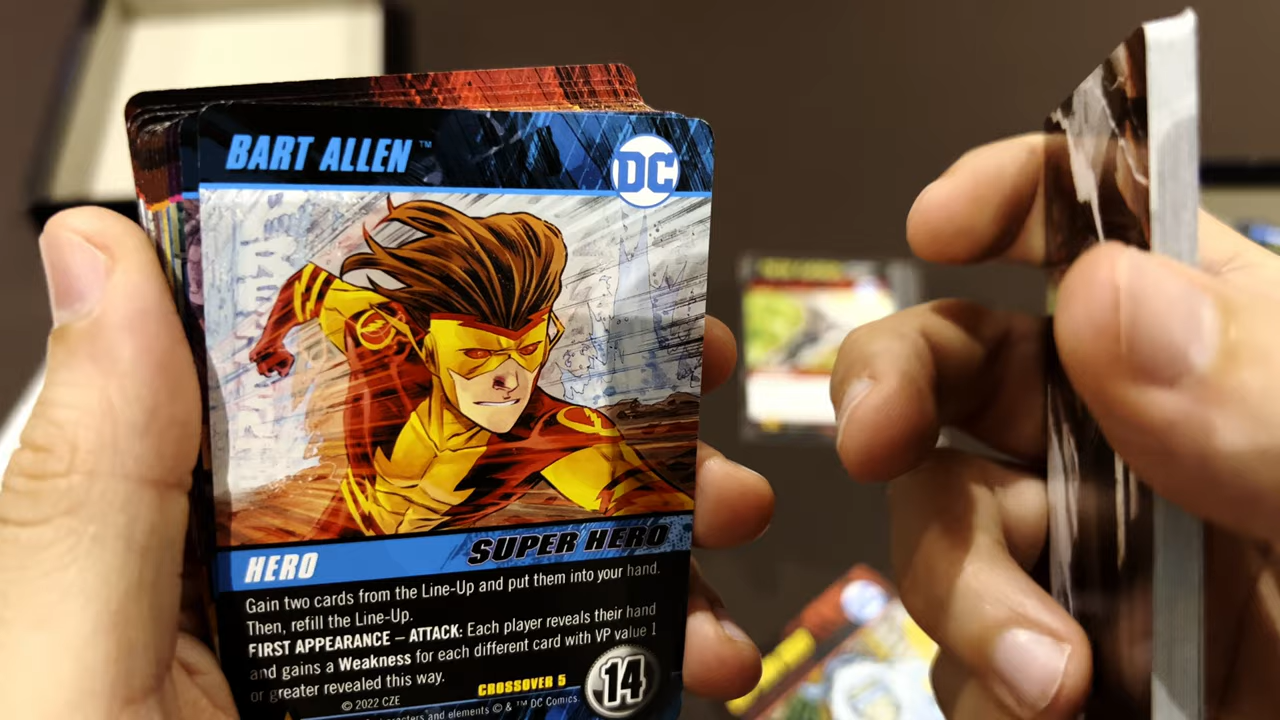 BART ALLEN™
DC
HERO
SUPER HERO
Gain two cards from the Line-Up and put them into your hand.
Then, refill the Line-Up.
FIRST APPEARANCE – ATTACK: Each player reveals their hand
and gains a Weakness for each different card with VP value 1
or greater revealed this way.
CROSSOVER 5
14
© 2022 CZE
characters and elements © & ™ DC Comics.